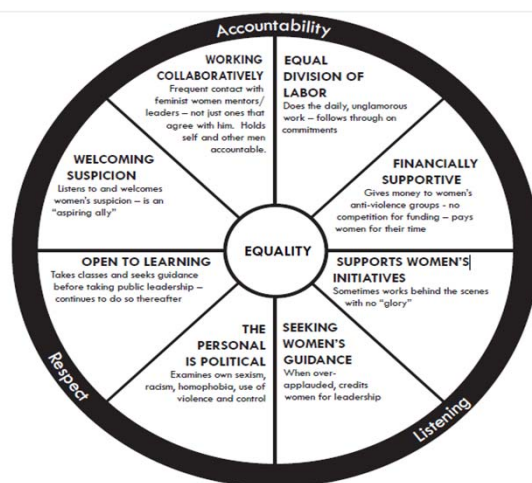 Accountability
WORKING
COLLABORATIVELY
Frequent contact with
feminist women mentors/
leaders – not just ones that
agree with him. Holds
self and other men
accountable.
EQUAL
DIVISION OF
LABOR
Does the daily, unglamorous
work – follows through on
commitments
WELCOMING
SUSPICION
Listens to and welcomes
women's suspicion – is an
"aspiring ally"
FINANCIALLY
SUPPORTIVE
Gives money to women's
anti-violence groups - no
competition for funding – pays
women for their time
EQUALITY
OPEN TO LEARNING
Takes classes and seeks guidance
before taking public leadership –
continues to do so thereafter
SUPPORTS WOMEN'S
INITIATIVES
Sometimes works behind the scenes
with no "glory"
THE
PERSONAL
IS POLITICAL
Examines own sexism,
racism, homophobia, use of
violence and control
SEEKING
WOMEN'S
GUIDANCE
When over-
applauded, credits
women for leadership
Respect
Listening